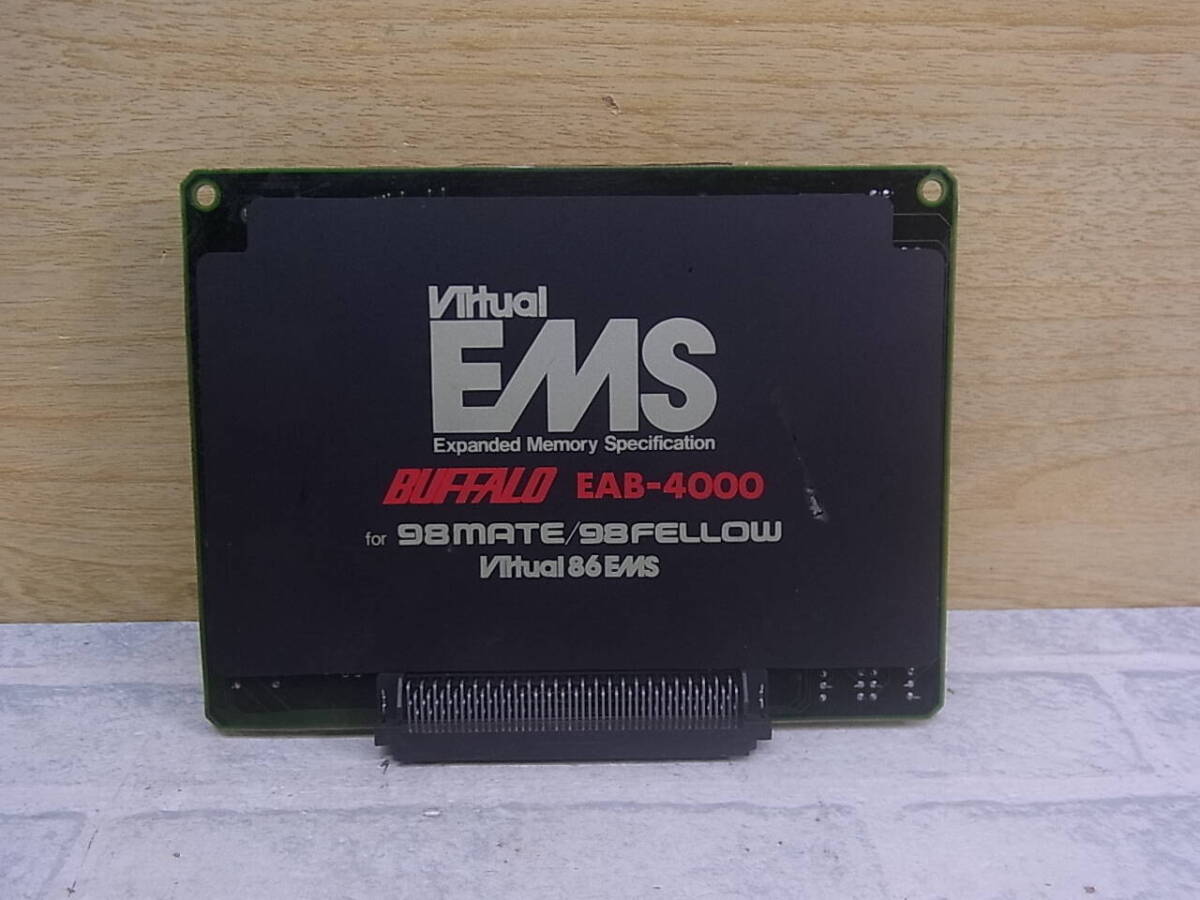 Virtual
EMS
Expanded Memory Specification
BUFFALO EAB-4000
for 98MATE/98FELLOW
Virtual 86 EMS